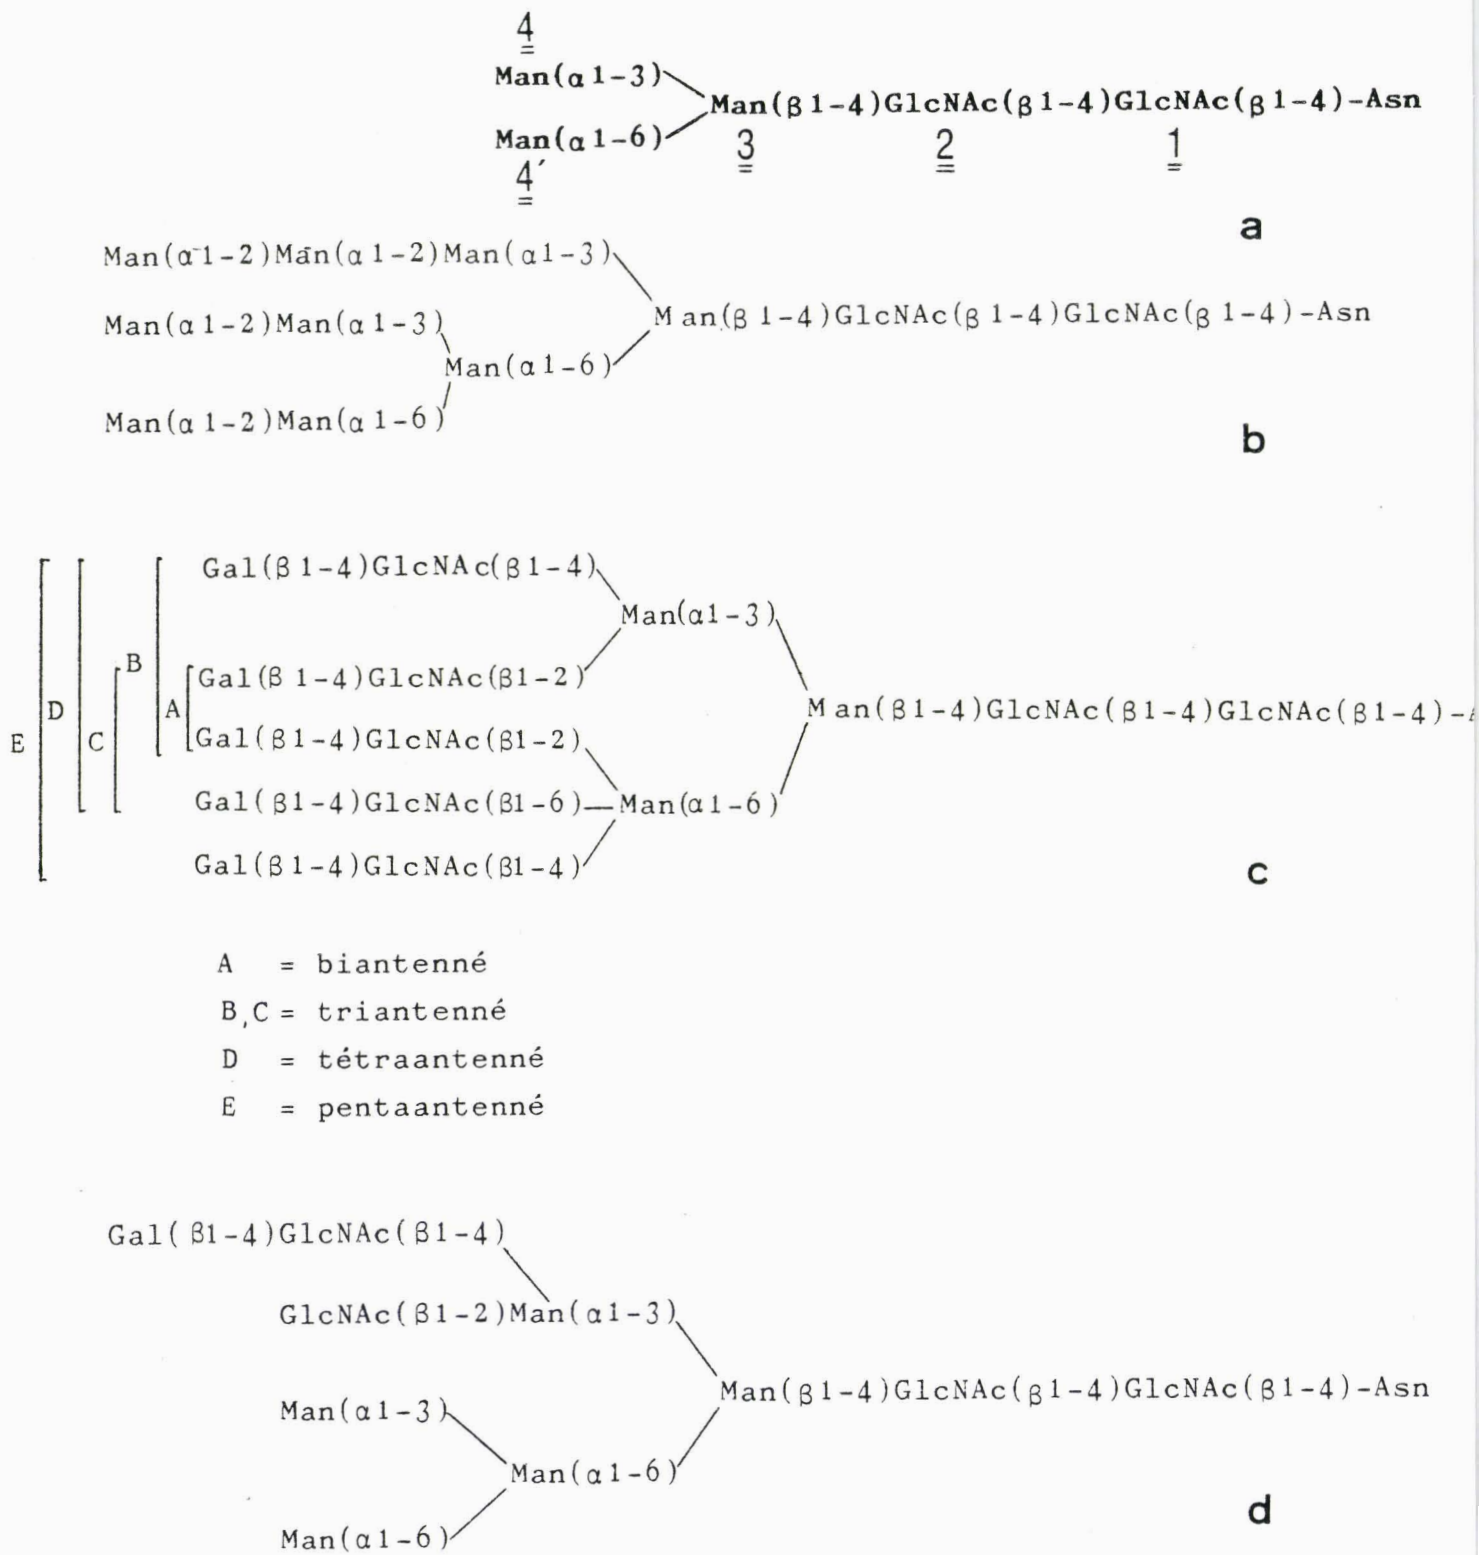 4
Man(α1-3)
Man(β1-4)GlcNAc(β1-4)GlcNAc(β1-4)-Asn
Man(α1-6)
3 2 1
4′
a
Man(α1-2)Man(α1-2)Man(α1-3)
Man(α1-2)Man(α1-3)
Man(β1-4)GlcNAc(β1-4)GlcNAc(β1-4)-Asn
Man(α1-6)
Man(α1-2)Man(α1-6)
b
Gal(β1-4)GlcNAc(β1-4)
Man(α1-3)
B
Gal(β1-4)GlcNAc(β1-2)
D A
Man(β1-4)GlcNAc(β1-4)GlcNAc(β1-4)-
E C
Gal(β1-4)GlcNAc(β1-2)
Gal(β1-4)GlcNAc(β1-6)—Man(α1-6)
Gal(β1-4)GlcNAc(β1-4)
c
A = biantenné
B,C = triantenné
D = tétraantenné
E = pentaantenné
Gal(β1-4)GlcNAc(β1-4)
GlcNAc(β1-2)Man(α1-3)
Man(β1-4)GlcNAc(β1-4)GlcNAc(β1-4)-Asn
Man(α1-3)
Man(α1-6)
d
Man(α1-6)